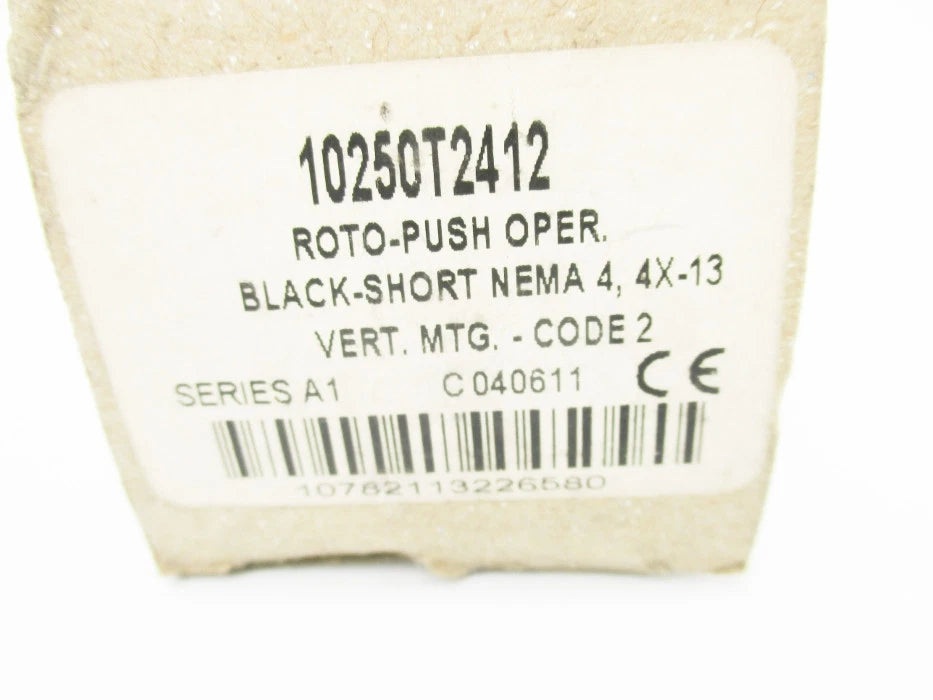 10250T2412
ROTO-PUSH OPER.
BLACK-SHORT NEMA 4, 4X-13
VERT. MTG. - CODE 2
SERIES A1 C 040611 CE
10782113226580